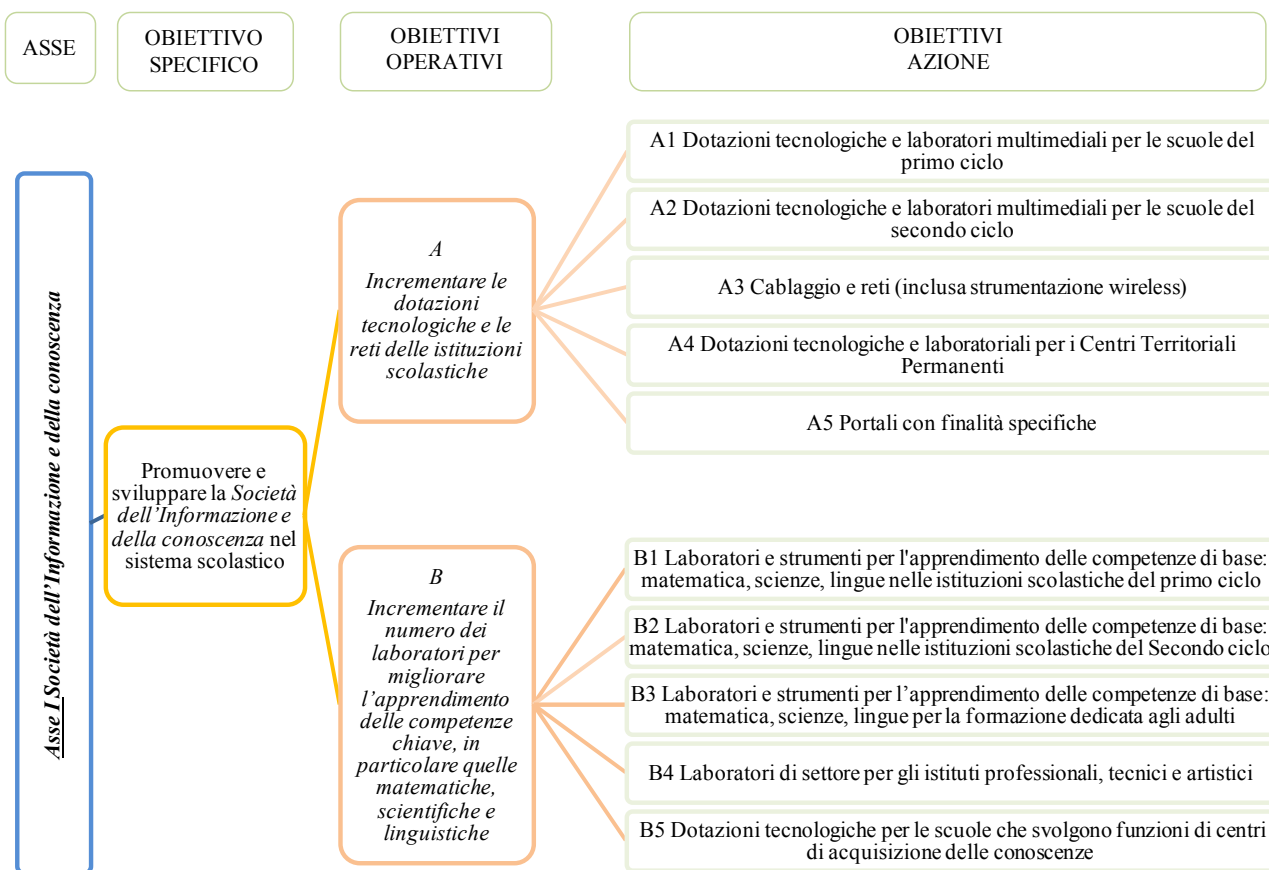 ASSE
OBIETTIVO
SPECIFICO
OBIETTIVI
OPERATIVI
OBIETTIVI
AZIONE
Asse I Società dell'Informazione e della conoscenza
Promuovere e
sviluppare la Società
dell'Informazione e
della conoscenza nel
sistema scolastico
A
Incrementare le
dotazioni
tecnologiche e le
reti delle istituzioni
scolastiche
A1 Dotazioni tecnologiche e laboratori multimediali per le scuole del
primo ciclo
A2 Dotazioni tecnologiche e laboratori multimediali per le scuole del
secondo ciclo
A3 Cablaggio e reti (inclusa strumentazione wireless)
A4 Dotazioni tecnologiche e laboratoriali per i Centri Territoriali
Permanenti
A5 Portali con finalità specifiche
B
Incrementare il
numero dei
laboratori per
migliorare
l’apprendimento
delle competenze
chiave, in
particolare quelle
matematiche,
scientifiche e
linguistiche
B1 Laboratori e strumenti per l'apprendimento delle competenze di base:
matematica, scienze, lingue nelle istituzioni scolastiche del primo ciclo
B2 Laboratori e strumenti per l'apprendimento delle competenze di base:
matematica, scienze, lingue nelle istituzioni scolastiche del Secondo ciclo
B3 Laboratori e strumenti per l’apprendimento delle competenze di base:
matematica, scienze, lingue per la formazione dedicata agli adulti
B4 Laboratori di settore per gli istituti professionali, tecnici e artistici
B5 Dotazioni tecnologiche per le scuole che svolgono funzioni di centri
di acquisizione delle conoscenze